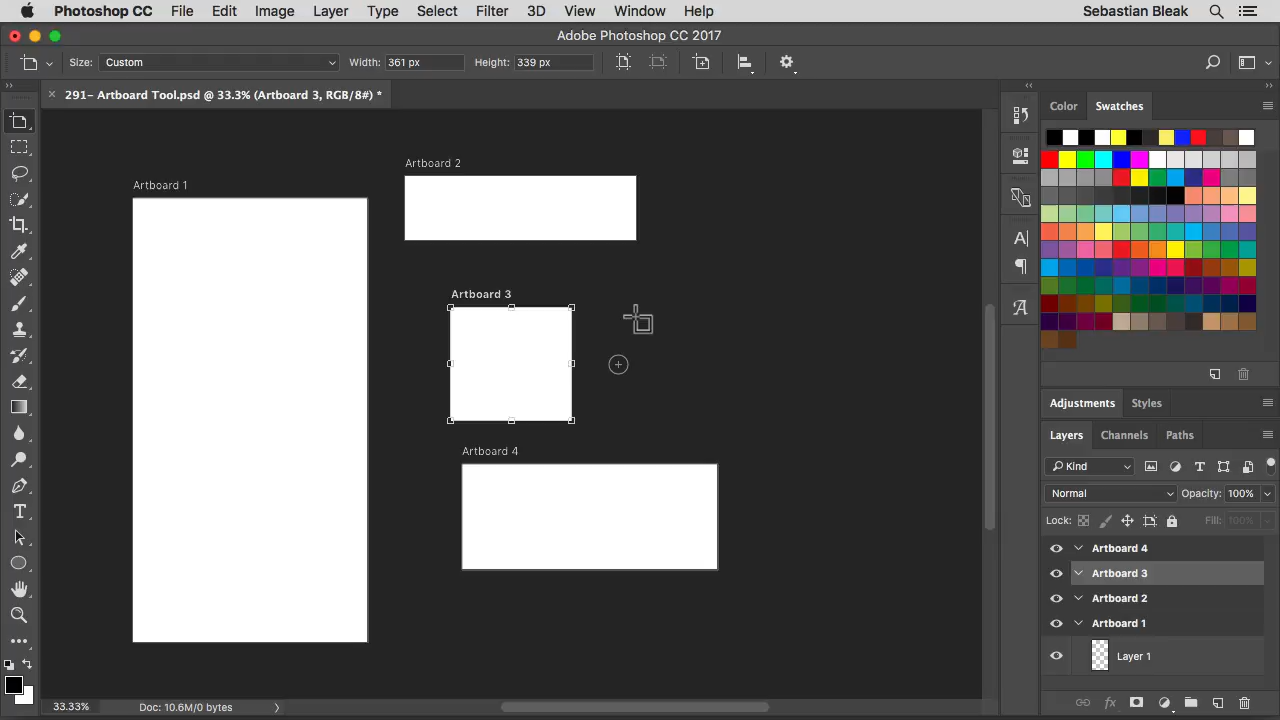 Photoshop CC File Edit Image Layer Type Select Filter 3D View Window Help Sebastian Bleak
Adobe Photoshop CC 2017
Size: Custom Width: 361 px Height: 339 px
291- Artboard Tool.psd @ 33.3% (Artboard 3, RGB/8#) *
Color Swatches
Artboard 2
Artboard 1
Artboard 3
Artboard 4
Adjustments Styles
Layers Channels Paths
Kind
Normal Opacity: 100%
Lock: Fill: 100%
Artboard 4
Artboard 3
Artboard 2
Artboard 1
Layer 1
33.33% Doc: 10.6M/0 bytes